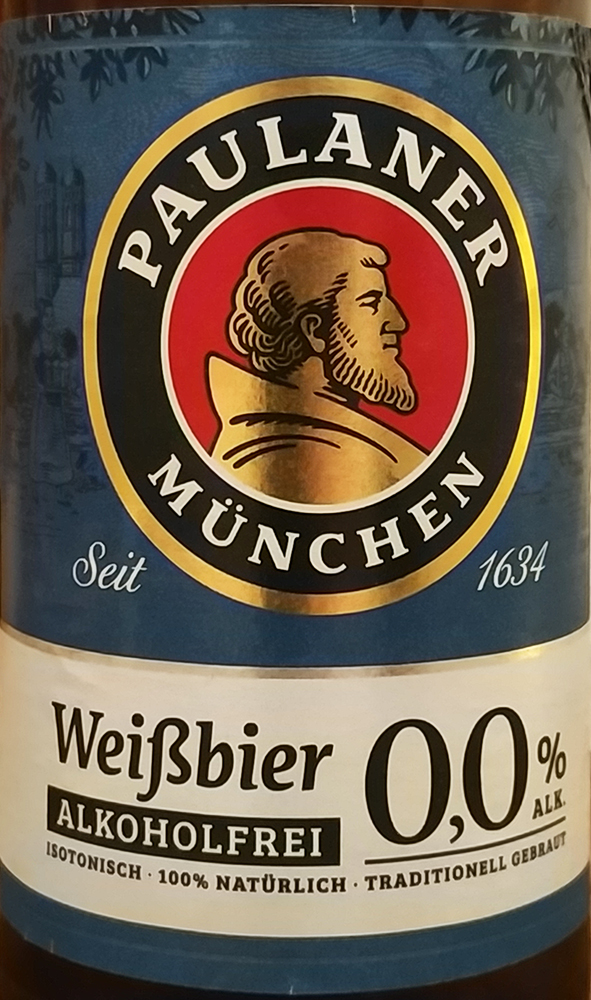 PAULANER
MÜNCHEN
Seit 1634
Weißbier
ALKOHOLFREI
0,0% ALK.
ISOTONISCH · 100% NATÜRLICH · TRADITIONELL GEBRAUT